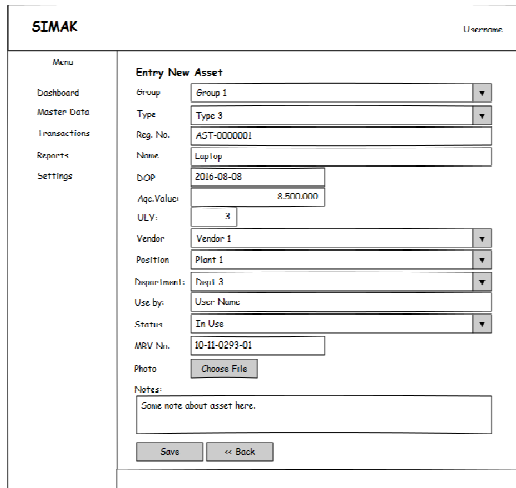 SIMAK
Username
Menu
Dashboard
Master Data
Transactions
Reports
Settings
Entry New Asset
Group Group 1
Type Type 3
Reg. No. AST-0000001
Name Laptop
DOP 2016-08-08
Aqc.Value: 8.500.000
ULY: 3
Vendor Vendor 1
Position Plant 1
Department: Dept 3
Use by: User Name
Status In Use
MBV No. 10-11-0293-01
Photo Choose File
Notes:
Some note about asset here.
Save << Back